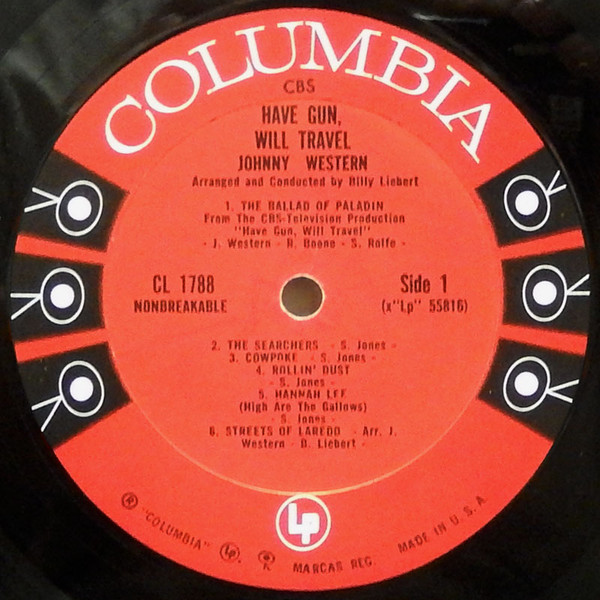 COLUMBIA
CBS
HAVE GUN,
WILL TRAVEL
JOHNNY WESTERN
Arranged and Conducted by Billy Liebert
1. THE BALLAD OF PALADIN
From The CBS-Television Production
"Have Gun, Will Travel"
- J. Western - R. Boone - S. Rolfe -
CL 1788
NONBREAKABLE
Side 1
(x"Lp" 55816)
2. THE SEARCHERS - S. Jones -
3. COWPOKE - S. Jones -
4. ROLLIN' DUST
- S. Jones -
5. HANNAH LEE
(High Are The Gallows)
- S. Jones -
6. STREETS OF LAREDO - Arr. J.
Western - B. Liebert -
Lp
® "COLUMBIA" Lp MARCAS REG. MADE IN U. S. A.